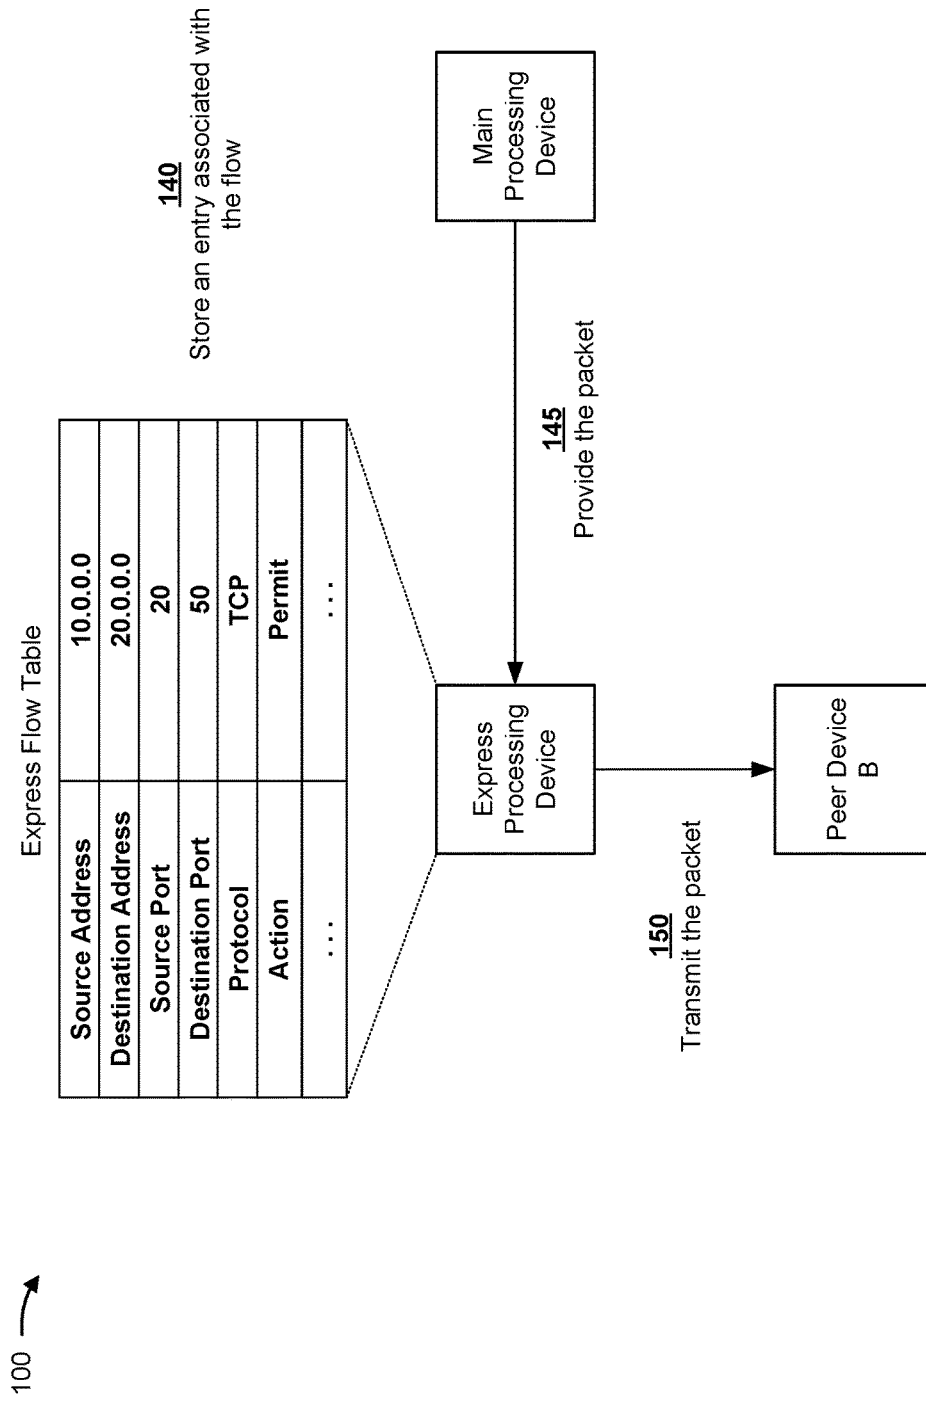 100
Express Flow Table
Source Address 10.0.0.0
Destination Address 20.0.0.0
Source Port 20
Destination Port 50
Protocol TCP
Action Permit
. . . . . .
140
Store an entry associated with
the flow
Express
Processing
Device
145
Provide the packet
Main
Processing
Device
150
Transmit the packet
Peer Device
B